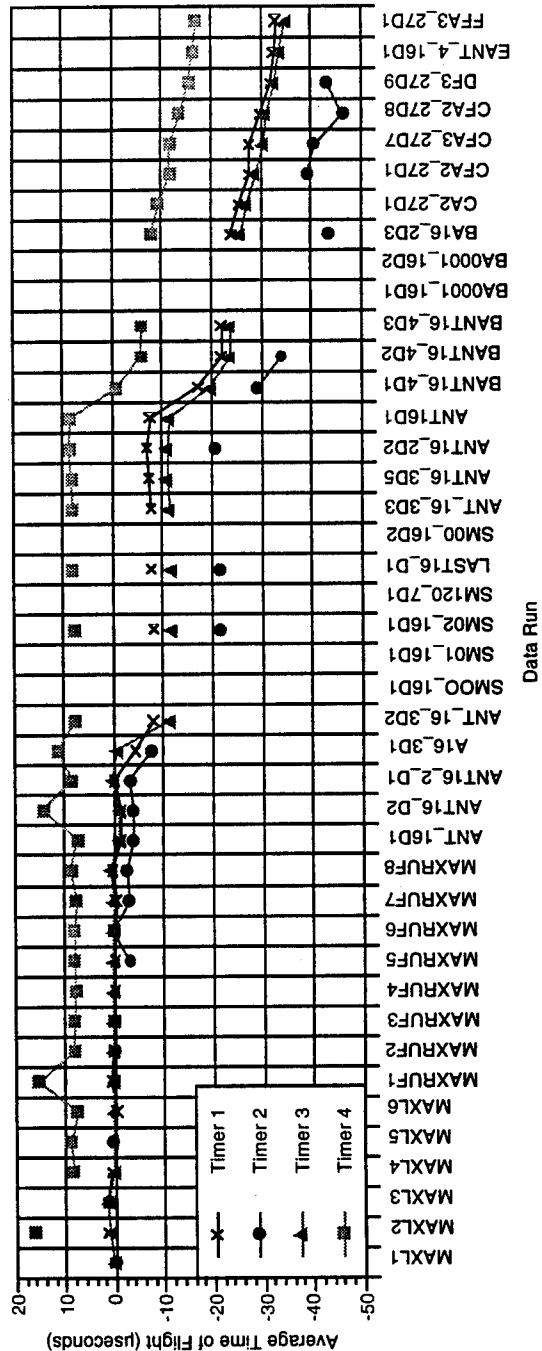 Average Time of Flight (µseconds)
20
10
0
-10
-20
-30
-40
-50
Timer 1
Timer 2
Timer 3
Timer 4
MAXL1
MAXL2
MAXL3
MAXL4
MAXL5
MAXL6
MAXRUF1
MAXRUF2
MAXRUF3
MAXRUF4
MAXRUF5
MAXRUF6
MAXRUF7
MAXRUF8
ANT_16D1
ANT16_D2
ANT16_2_D1
A16_3D1
ANT_16_3D2
SMOO_16D1
SM01_16D1
SM02_16D1
SM120_7D1
LAST16_D1
SM00_16D2
ANT_16_3D3
ANT16_3D5
ANT16_2D2
ANT16D1
BANT16_4D1
BANT16_4D2
BANT16_4D3
BA0001_16D1
BA0001_16D2
BA16_2D3
CA2_27D1
CFA2_27D1
CFA3_27D7
CFA2_27D8
DF3_27D9
EANT_4_16D1
FFA3_27D1
Data Run